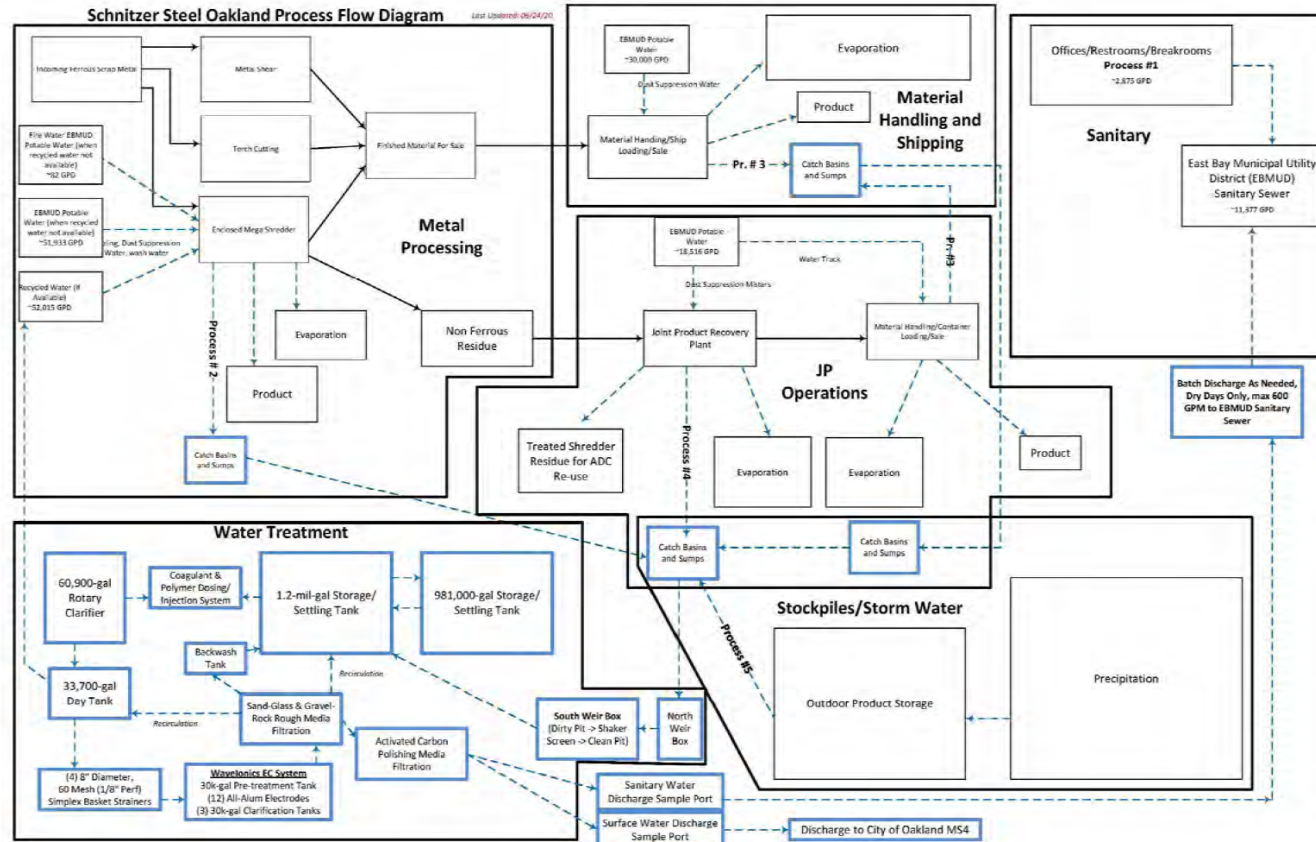 Schnitzer Steel Oakland Process Flow Diagram
Last Updated: 06/24/20
Incoming Ferrous Scrap Metal
Metal Shear
Torch Cutting
Finished Material For Sale
Fire Water EBMUD
Potable Water (when
recycled water not
available)
~82 GPD
EBMUD Potable
Water (when recycled
water not available)
~51,933 GPD
ling, Dust Suppression
Water, wash water
Recycled Water (If
Available)
~52,015 GPD
Enclosed Mega Shredder
Metal
Processing
Process # 2
Evaporation
Product
Non Ferrous
Residue
Catch Basins
and Sumps
EBMUD Potable
Water
~30,000 GPD
Dust Suppression Water
Evaporation
Product
Material Handing/Ship
Loading/Sale
Pr. # 3
Catch Basins
and Sumps
Material
Handling and
Shipping
Offices/Restrooms/Breakrooms
Process #1
~2,875 GPD
Sanitary
East Bay Municipal Utility
District (EBMUD)
Sanitary Sewer
~11,377 GPD
Batch Discharge As Needed,
Dry Days Only, max 600
GPM to EBMUD Sanitary
Sewer
EBMUD Potable
Water
~18,516 GPD
Water Truck
Pr. #3
Dust Suppression Misters
Joint Product Recovery
Plant
Material Handling/Container
Loading/Sale
JP
Operations
Process #4
Treated Shredder
Residue for ADC
Re-use
Evaporation
Evaporation
Product
Catch Basins
and Sumps
Catch Basins
and Sumps
Stockpiles/Storm Water
Process #5
Outdoor Product Storage
Precipitation
Water Treatment
60,900-gal
Rotary
Clarifier
Coagulant &
Polymer Dosing/
Injection System
1.2-mil-gal Storage/
Settling Tank
981,000-gal Storage/
Settling Tank
Backwash
Tank
Recirculation
33,700-gal
Day Tank
Recirculation
Sand-Glass & Gravel-
Rock Rough Media
Filtration
South Weir Box
(Dirty Pit -> Shaker
Screen -> Clean Pit)
North
Weir
Box
Activated Carbon
Polishing Media
Filtration
(4) 8" Diameter,
60 Mesh (1/8" Perf)
Simplex Basket Strainers
WaveIonics EC System
30k-gal Pre-treatment Tank
(12) All-Alum Electrodes
(3) 30k-gal Clarification Tanks
Sanitary Water
Discharge Sample Port
Surface Water Discharge
Sample Port
Discharge to City of Oakland MS4